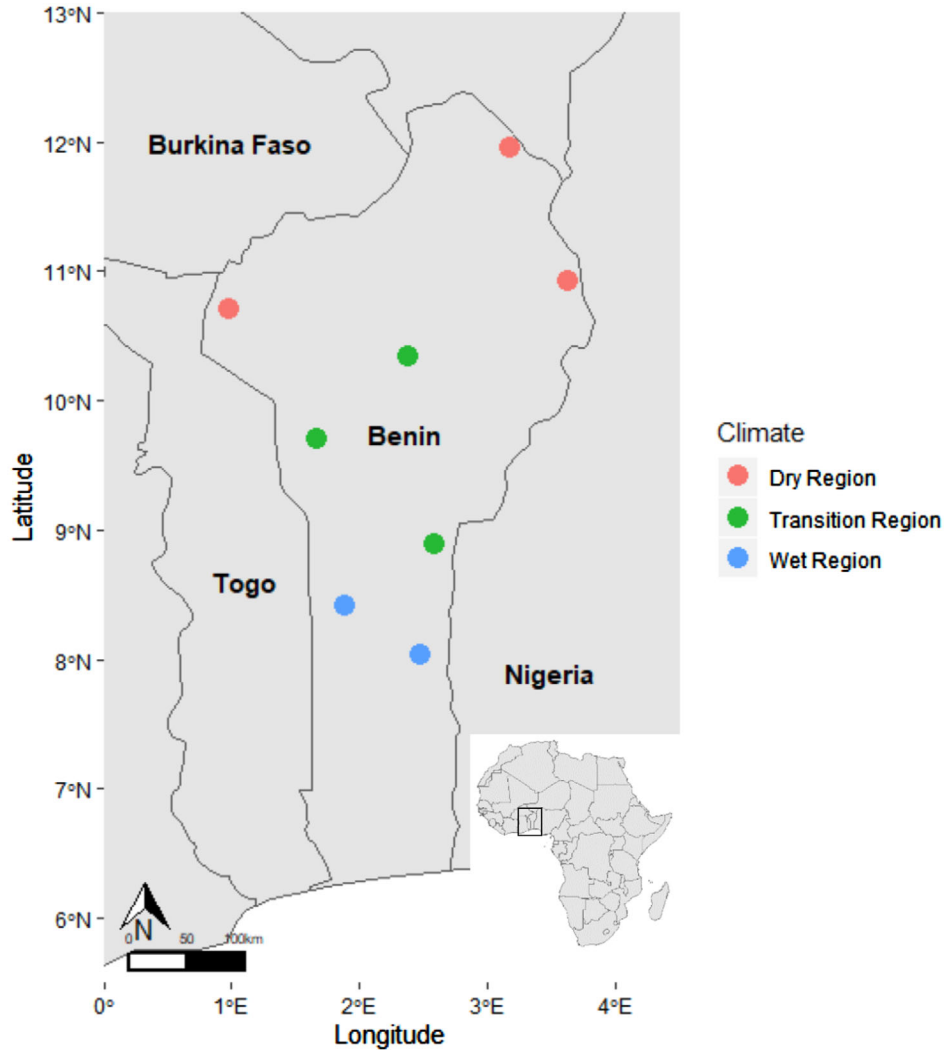 13°N
12°N
11°N
10°N
9°N
8°N
7°N
6°N
Latitude
Burkina Faso
Benin
Togo
Nigeria
N
0 50 100km
0° 1°E 2°E 3°E 4°E
Longitude
Climate
Dry Region
Transition Region
Wet Region